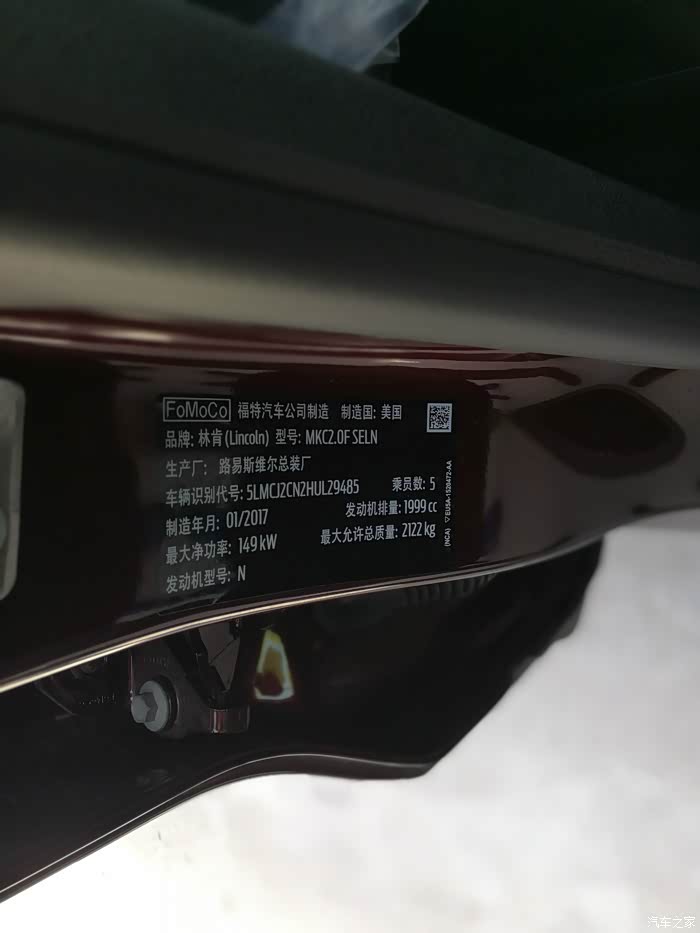 FoMoCo 福特汽车公司制造 制造国: 美国
品牌: 林肯(Lincoln) 型号: MKC2.0F SELN
生产厂: 路易斯维尔总装厂
车辆识别代号: 5LMCJ2CN2HUL29485 乘员数: 5
制造年月: 01/2017 发动机排量: 1999 cc
最大净功率: 149 kW 最大允许总质量: 2122 kg
发动机型号: N
(NCA) ▽EU5A-1520472-AA
汽车之家